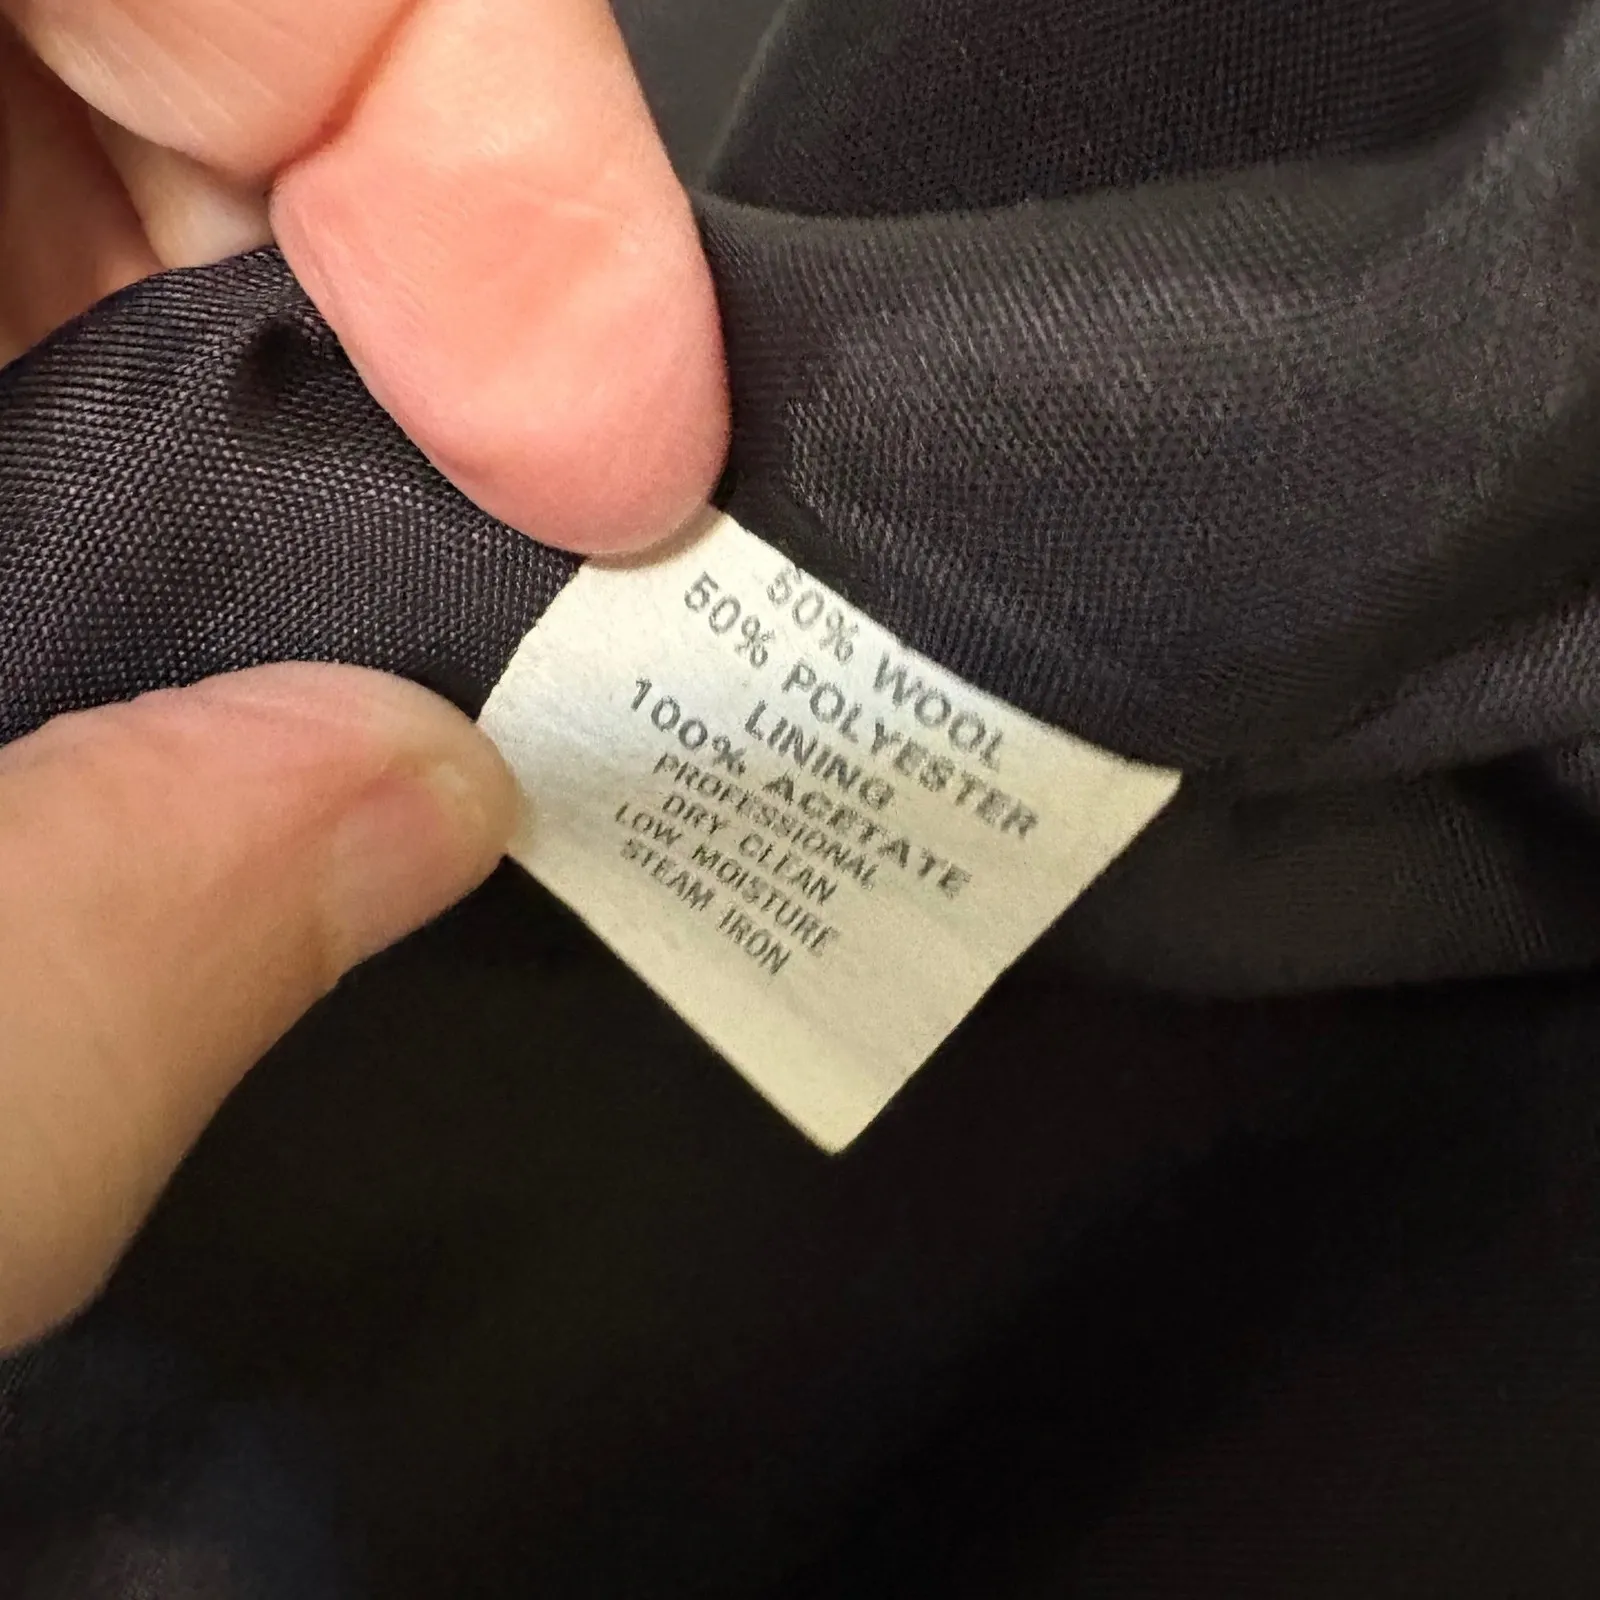 50% WOOL
50% POLYESTER
LINING
100% ACETATE
PROFESSIONAL
DRY CLEAN
LOW MOISTURE
STEAM IRON